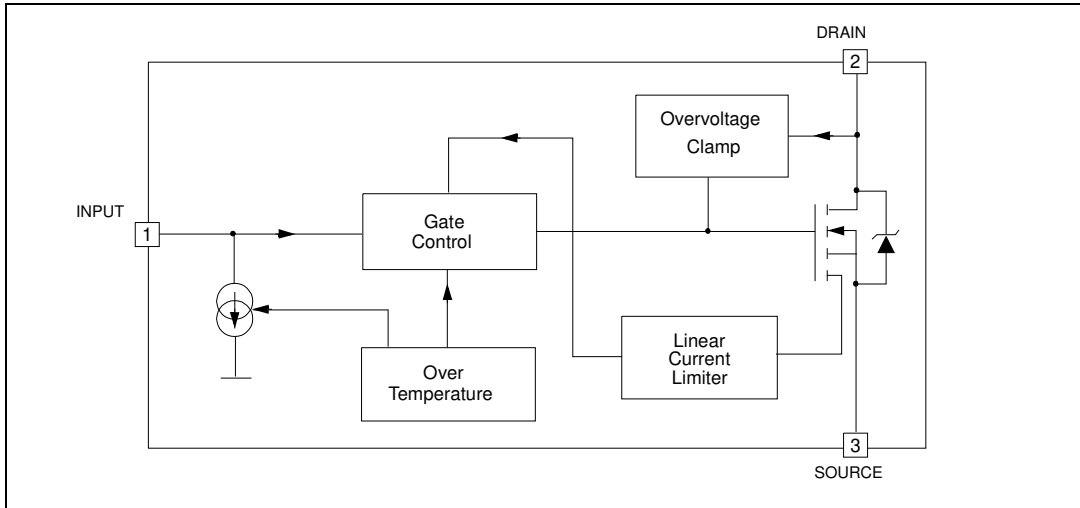 DRAIN
2
Overvoltage
Clamp
INPUT
1
Gate
Control
Linear
Current
Limiter
Over
Temperature
3
SOURCE